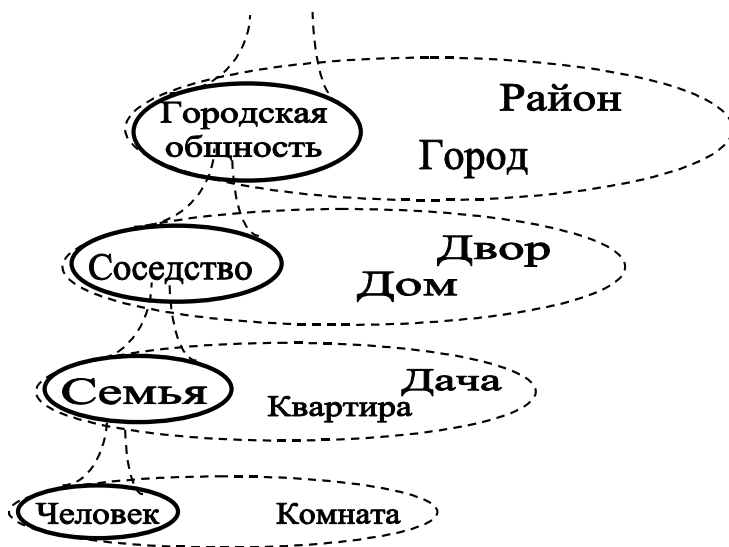 Городская
общность
Район
Город
Соседство
Двор
Дом
Семья
Дача
Квартира
Человек
Комната